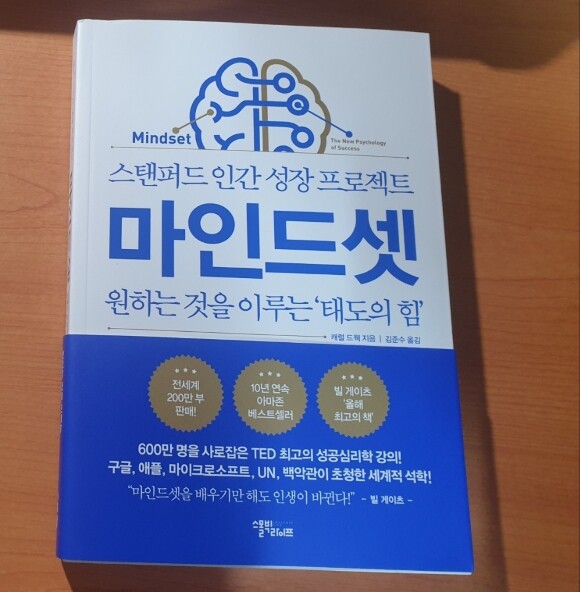 Mindset
The New Psychology
of Success
스탠퍼드 인간 성장 프로젝트
마인드셋
원하는 것을 이루는 ‘태도의 힘’
캐럴 드웩 지음 | 김준수 옮김
전세계
200만 부
판매!
10년 연속
아마존
베스트셀러
빌 게이츠
‘올해
최고의 책’
600만 명을 사로잡은 TED 최고의 성공심리학 강의!
구글, 애플, 마이크로소프트, UN, 백악관이 초청한 세계적 석학!
“마인드셋을 배우기만 해도 인생이 바뀐다!” - 빌 게이츠 -
스몰빅라이프